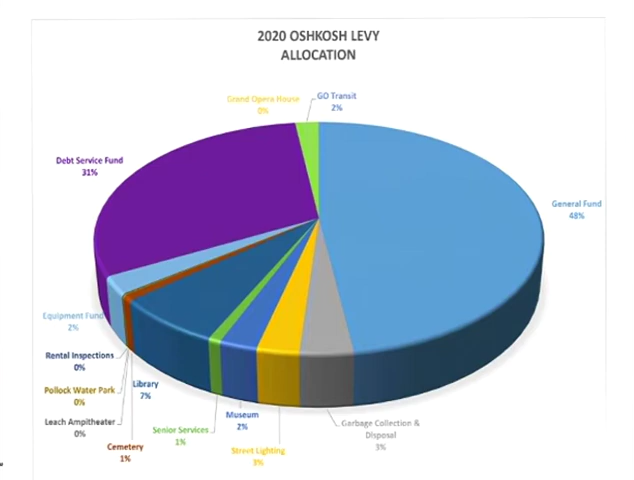 2020 OSHKOSH LEVY
ALLOCATION
Grand Opera House
0%
GO Transit
2%
Debt Service Fund
31%
General Fund
48%
Equipment Fund
2%
Rental Inspections
0%
Pollock Water Park
0%
Leach Ampitheater
0%
Cemetery
1%
Library
7%
Senior Services
1%
Museum
2%
Street Lighting
3%
Garbage Collection &
Disposal
3%